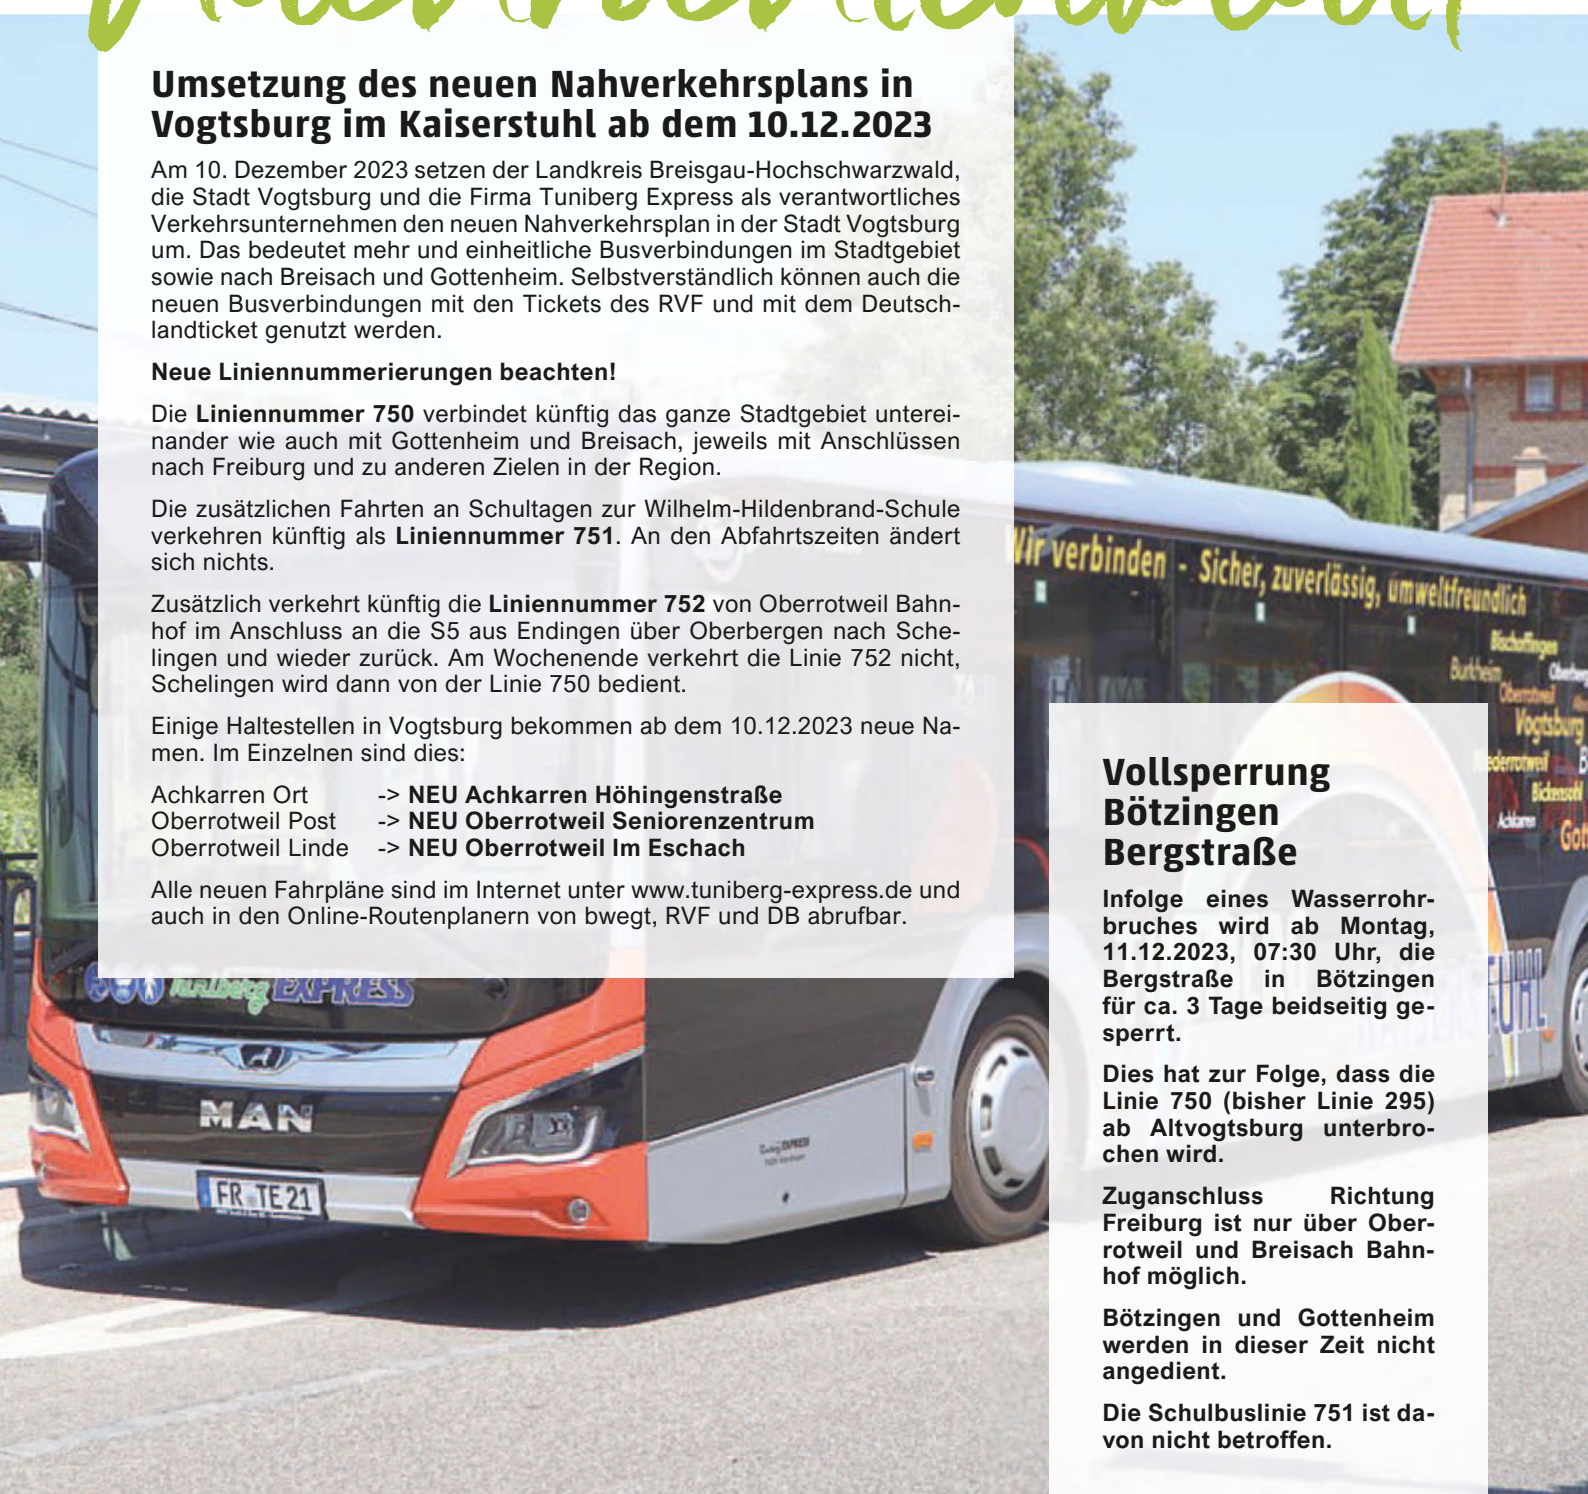 Umsetzung des neuen Nahverkehrsplans in
Vogtsburg im Kaiserstuhl ab dem 10.12.2023
Am 10. Dezember 2023 setzen der Landkreis Breisgau-Hochschwarzwald,
die Stadt Vogtsburg und die Firma Tuniberg Express als verantwortliches
Verkehrsunternehmen den neuen Nahverkehrsplan in der Stadt Vogtsburg
um. Das bedeutet mehr und einheitliche Busverbindungen im Stadtgebiet
sowie nach Breisach und Gottenheim. Selbstverständlich können auch die
neuen Busverbindungen mit den Tickets des RVF und mit dem Deutsch-
landticket genutzt werden.
Neue Liniennummerierungen beachten!
Die Liniennummer 750 verbindet künftig das ganze Stadtgebiet unterei-
nander wie auch mit Gottenheim und Breisach, jeweils mit Anschlüssen
nach Freiburg und zu anderen Zielen in der Region.
Die zusätzlichen Fahrten an Schultagen zur Wilhelm-Hildenbrand-Schule
verkehren künftig als Liniennummer 751. An den Abfahrtszeiten ändert
sich nichts.
Zusätzlich verkehrt künftig die Liniennummer 752 von Oberrotweil Bahn-
hof im Anschluss an die S5 aus Endingen über Oberbergen nach Sche-
lingen und wieder zurück. Am Wochenende verkehrt die Linie 752 nicht,
Schelingen wird dann von der Linie 750 bedient.
Einige Haltestellen in Vogtsburg bekommen ab dem 10.12.2023 neue Na-
men. Im Einzelnen sind dies:
Achkarren Ort -> NEU Achkarren Höhingenstraße
Oberrotweil Post -> NEU Oberrotweil Seniorenzentrum
Oberrotweil Linde -> NEU Oberrotweil Im Eschach
Alle neuen Fahrpläne sind im Internet unter www.tuniberg-express.de und
auch in den Online-Routenplanern von bwegt, RVF und DB abrufbar.
Wir verbinden - Sicher, zuverlässig, umweltfreundlich
Bischoffingen
Burkheim
Oberrotweil
Vogtsburg
Bickensohl
Achkarren
Tuniberg EXPRESS
MAN
FR TE 21
Tuniberg EXPRESS
Vollsperrung
Bötzingen
Bergstraße
Infolge eines Wasserrohr-
bruches wird ab Montag,
11.12.2023, 07:30 Uhr, die
Bergstraße in Bötzingen
für ca. 3 Tage beidseitig ge-
sperrt.
Dies hat zur Folge, dass die
Linie 750 (bisher Linie 295)
ab Altvogtsburg unterbro-
chen wird.
Zuganschluss Richtung
Freiburg ist nur über Ober-
rotweil und Breisach Bahn-
hof möglich.
Bötzingen und Gottenheim
werden in dieser Zeit nicht
angedient.
Die Schulbuslinie 751 ist da-
von nicht betroffen.